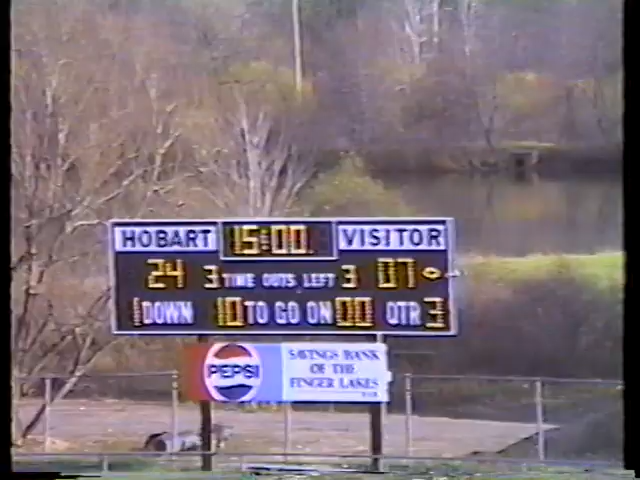 HOBART 15:00 VISITOR
24 3 TIME OUTS LEFT 3 07
1 DOWN 10 TO GO ON 00 QTR 3
PEPSI
SAVINGS BANK
OF THE
FINGER LAKES